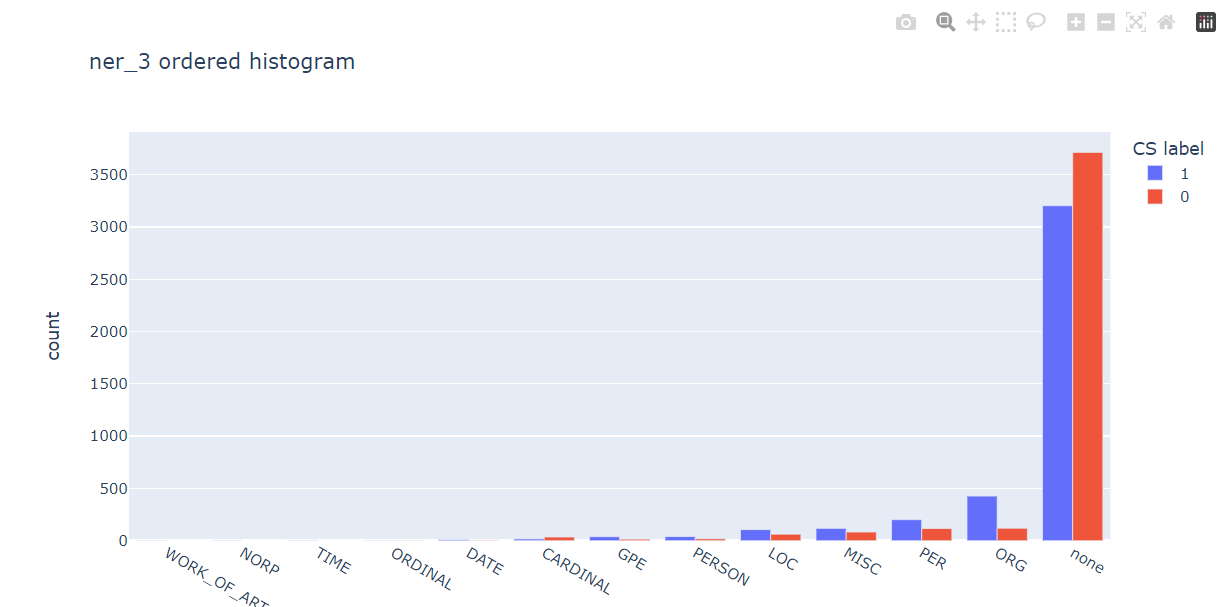 ner_3 ordered histogram
CS label
1
0
count
3500
3000
2500
2000
1500
1000
500
0
WORK_OF_ART
NORP
TIME
ORDINAL
DATE
CARDINAL
GPE
PERSON
LOC
MISC
PER
ORG
none